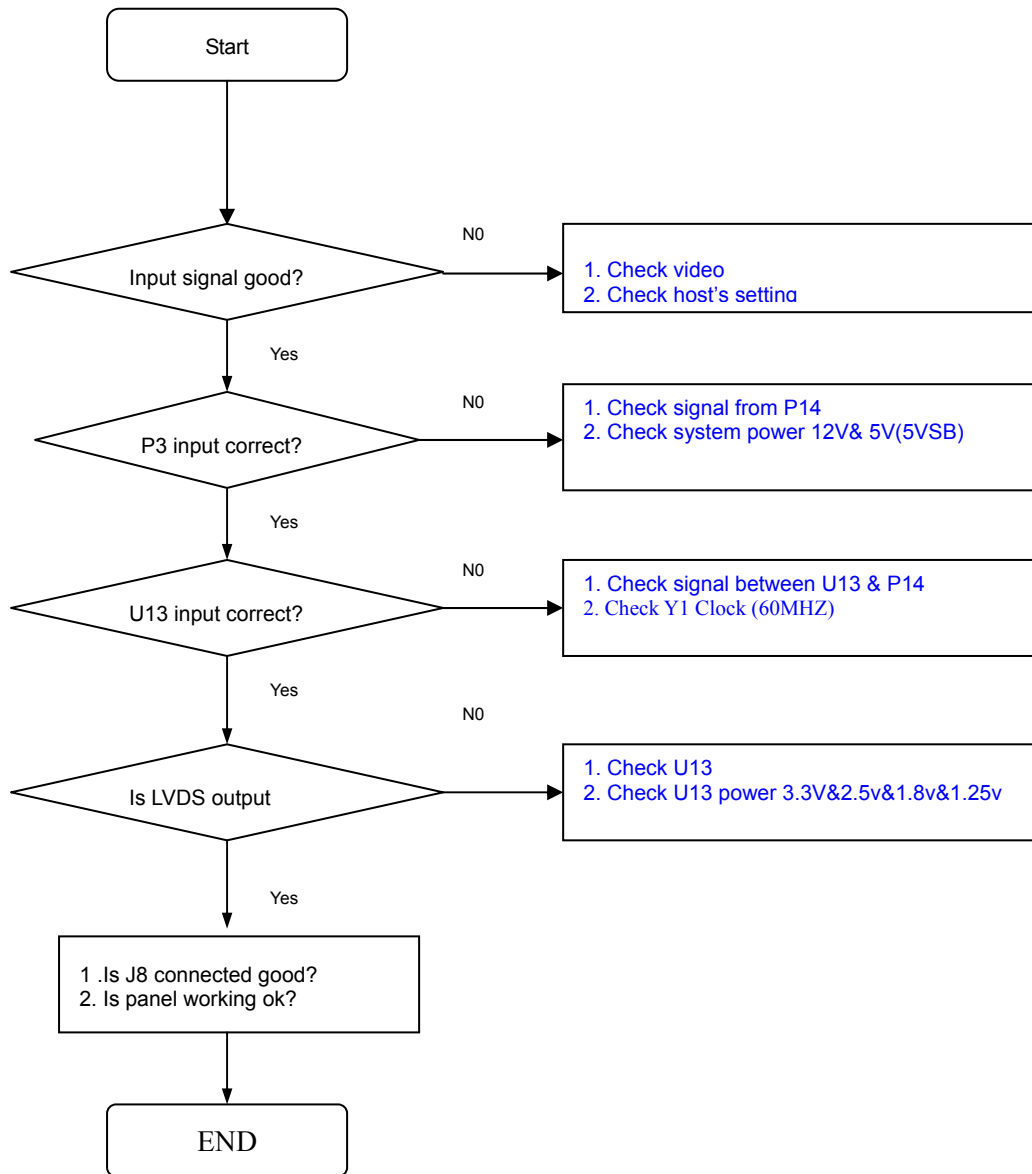 Start
N0
Input signal good?
1. Check video
2. Check host's setting
Yes
N0
P3 input correct?
1. Check signal from P14
2. Check system power 12V& 5V(5VSB)
Yes
N0
U13 input correct?
1. Check signal between U13 & P14
2. Check Y1 Clock (60MHZ)
Yes
N0
Is LVDS output
1. Check U13
2. Check U13 power 3.3V&2.5v&1.8v&1.25v
Yes
1 .Is J8 connected good?
2. Is panel working ok?
END